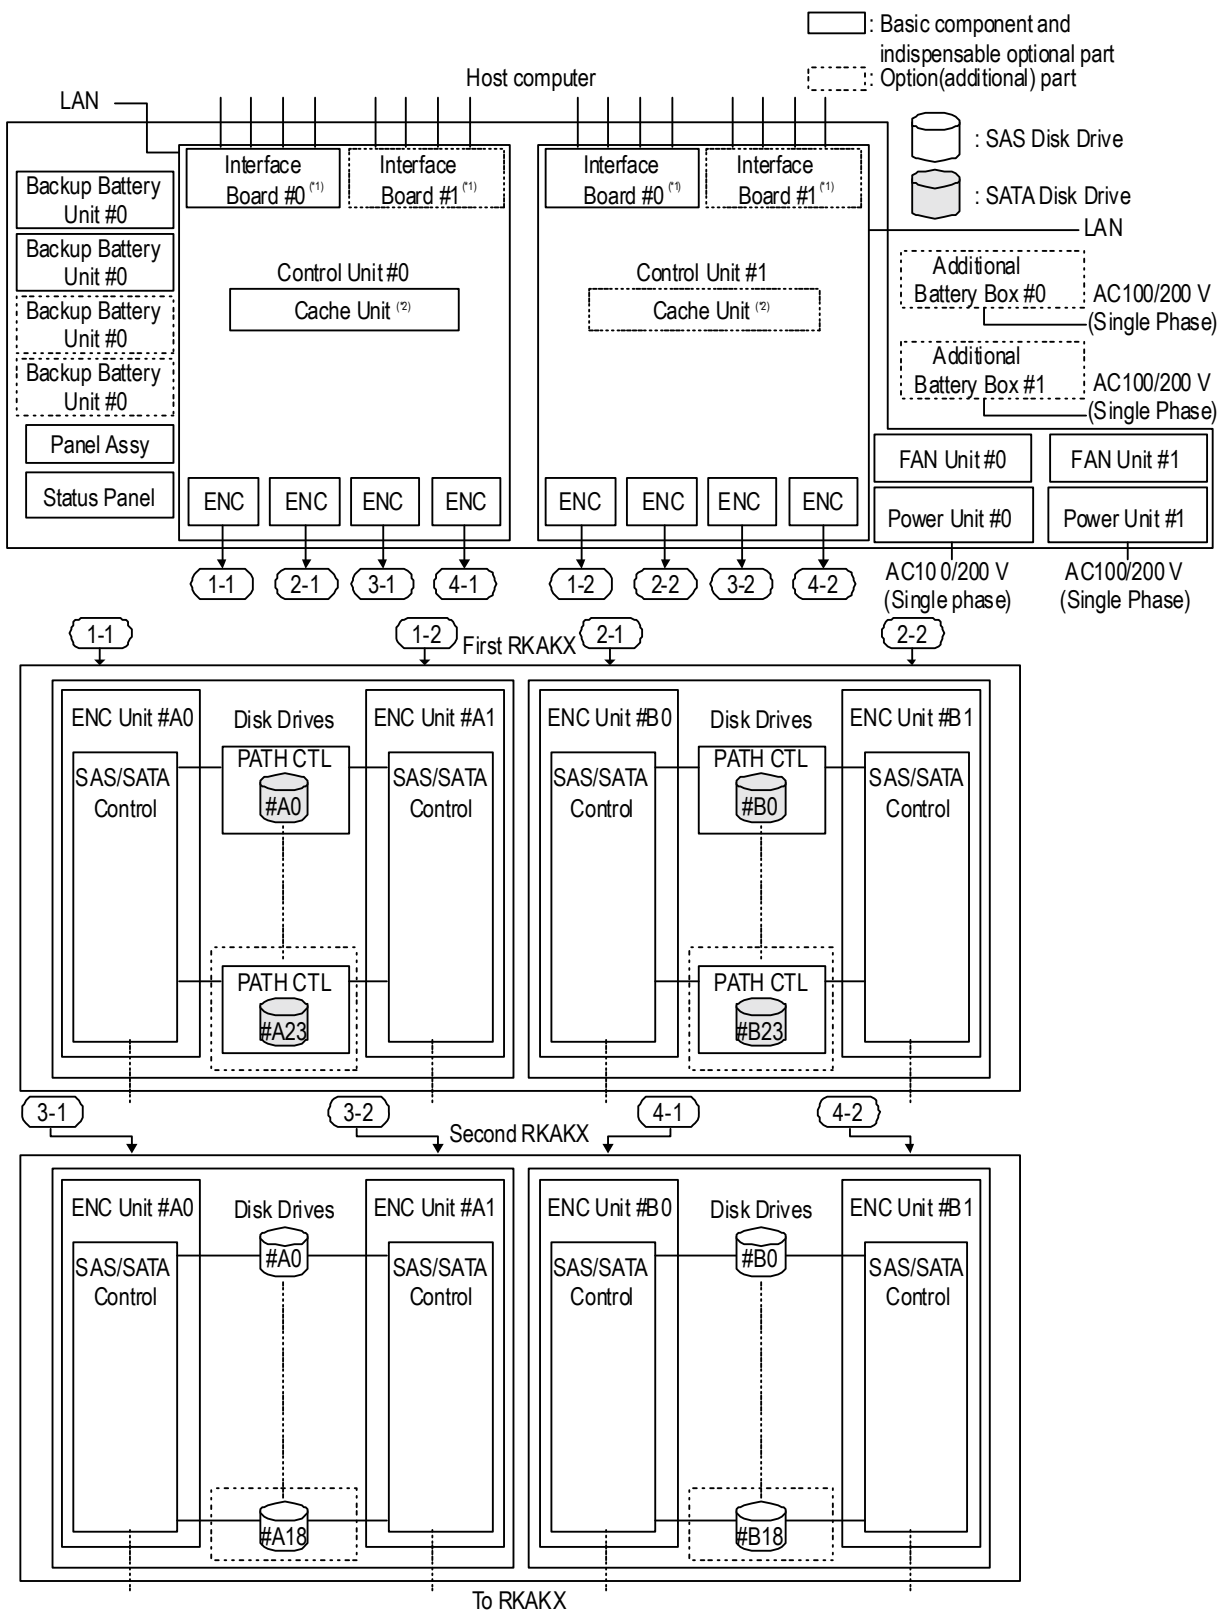 : Basic component and
indispensable optional part
: Option(additional) part
Host computer
LAN
: SAS Disk Drive
: SATA Disk Drive
LAN
Interface
Board #0 (*1)
Interface
Board #1 (*1)
Interface
Board #0 (*1)
Interface
Board #1 (*1)
Backup Battery
Unit #0
Backup Battery
Unit #0
Backup Battery
Unit #0
Backup Battery
Unit #0
Panel Assy
Status Panel
Control Unit #0
Cache Unit (*2)
Control Unit #1
Cache Unit (*2)
Additional
Battery Box #0
AC100/200 V
(Single Phase)
Additional
Battery Box #1
AC100/200 V
(Single Phase)
FAN Unit #0
FAN Unit #1
Power Unit #0
Power Unit #1
ENC
ENC
ENC
ENC
ENC
ENC
ENC
ENC
1-1
2-1
3-1
4-1
1-2
2-2
3-2
4-2
AC10 0/200 V
(Single phase)
AC100/200 V
(Single Phase)
1-1
1-2
First RKAKX
2-1
2-2
ENC Unit #A0
Disk Drives
ENC Unit #A1
ENC Unit #B0
Disk Drives
ENC Unit #B1
SAS/SATA
Control
PATH CTL
#A0
SAS/SATA
Control
SAS/SATA
Control
PATH CTL
#B0
SAS/SATA
Control
PATH CTL
#A23
PATH CTL
#B23
3-1
3-2
Second RKAKX
4-1
4-2
ENC Unit #A0
Disk Drives
ENC Unit #A1
ENC Unit #B0
Disk Drives
ENC Unit #B1
SAS/SATA
Control
#A0
SAS/SATA
Control
SAS/SATA
Control
#B0
SAS/SATA
Control
#A18
#B18
To RKAKX